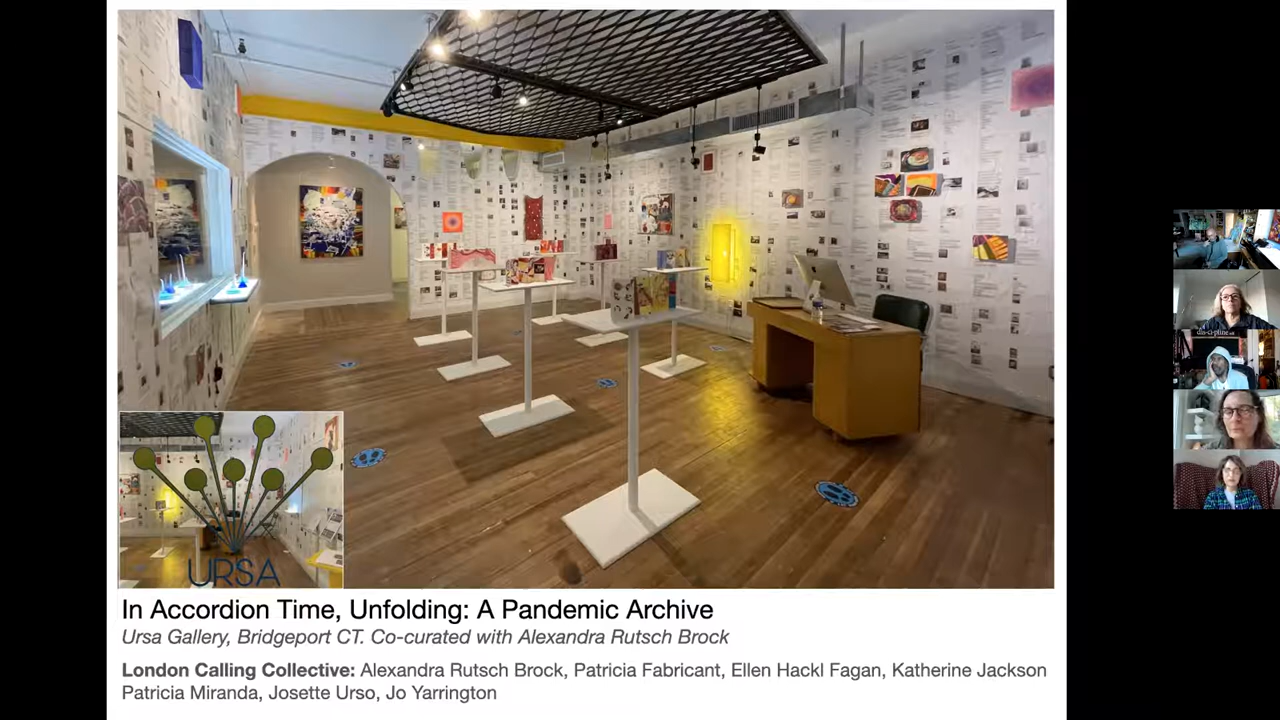 URSA
In Accordion Time, Unfolding: A Pandemic Archive
Ursa Gallery, Bridgeport CT. Co-curated with Alexandra Rutsch Brock
London Calling Collective: Alexandra Rutsch Brock, Patricia Fabricant, Ellen Hackl Fagan, Katherine Jackson
Patricia Miranda, Josette Urso, Jo Yarrington